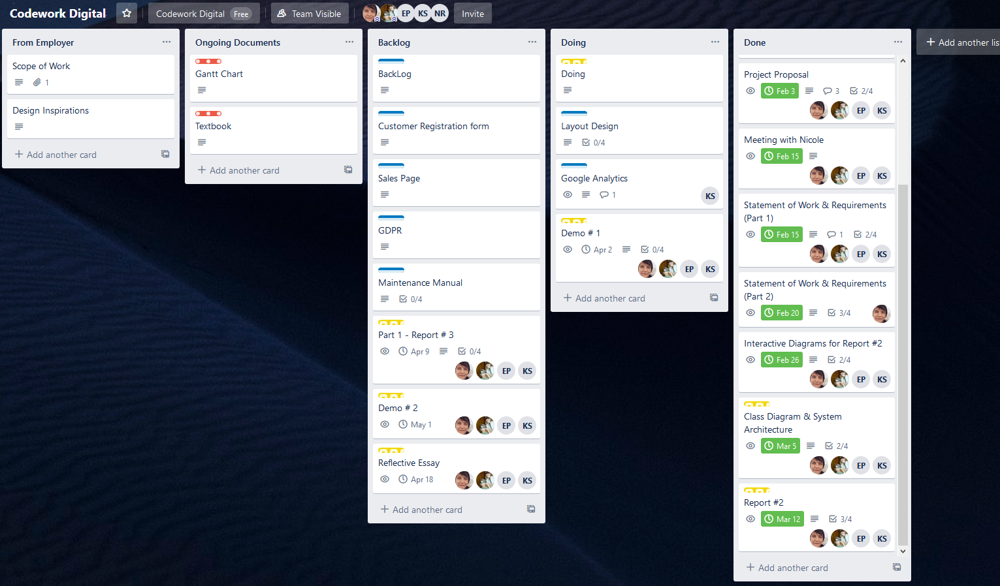 Codework Digital
Codework Digital Free
Team Visible
EP KS NR
Invite
From Employer
Scope of Work
1
Design Inspirations
+ Add another card
Ongoing Documents
Gantt Chart
Textbook
+ Add another card
Backlog
BackLog
Customer Registration form
Sales Page
GDPR
Maintenance Manual
0/4
Part 1 - Report # 3
Apr 9 0/4
EP KS
Demo # 2
May 1 EP KS
Reflective Essay
Apr 18 EP KS
+ Add another card
Doing
Doing
Layout Design
0/4
Google Analytics
1 KS
Demo # 1
Apr 2 0/4
EP KS
+ Add another card
Done
Project Proposal
Feb 3 3 2/4
EP KS
Meeting with Nicole
Feb 15
EP KS
Statement of Work & Requirements
(Part 1)
Feb 15 1 2/4
EP KS
Statement of Work & Requirements
(Part 2)
Feb 20 3/4
Interactive Diagrams for Report #2
Feb 26 2/4
EP KS
Class Diagram & System
Architecture
Mar 5 2/4
EP KS
Report #2
Mar 12 3/4
EP KS
+ Add another card
+ Add another lis